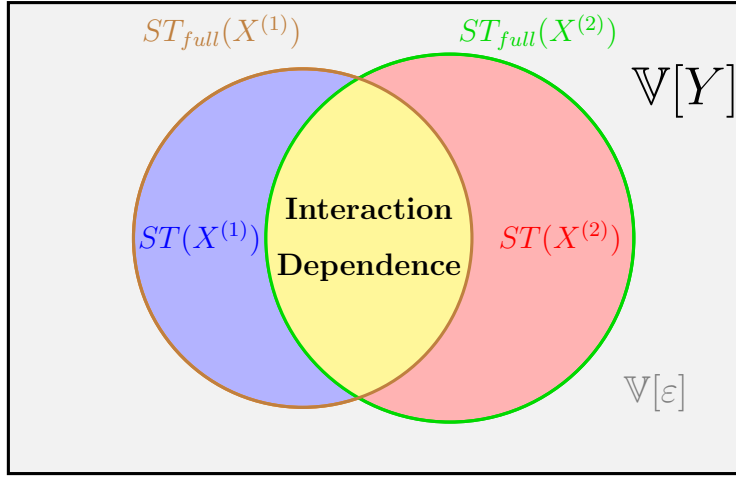 ST_{full}(X^{(1)})
ST_{full}(X^{(2)})
𝕍[Y]
Interaction
ST(X^{(1)})
ST(X^{(2)})
Dependence
𝕍[ε]